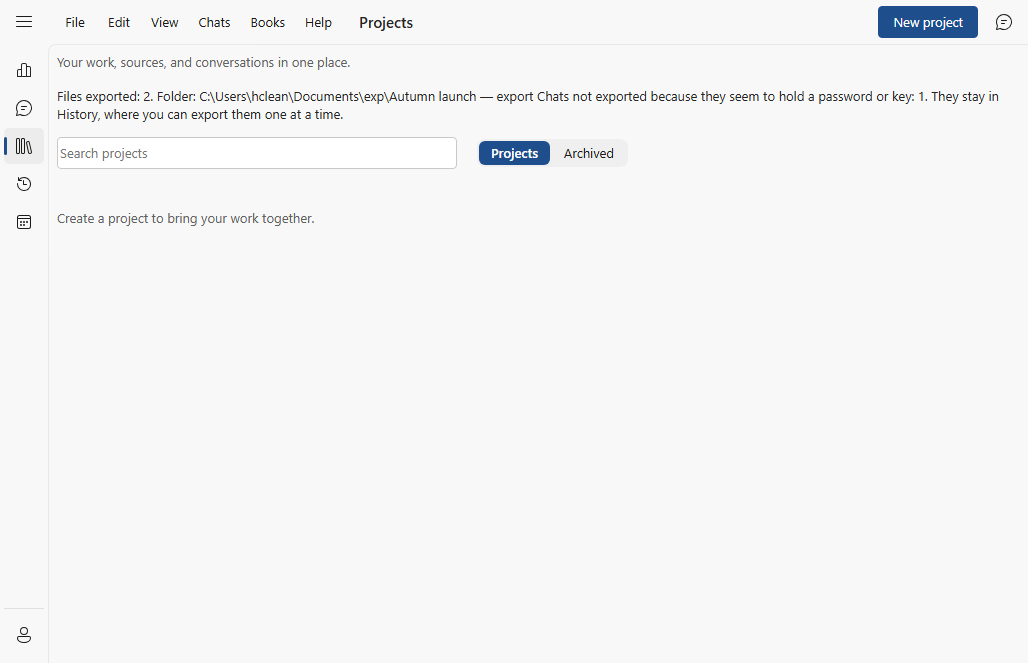 File Edit View Chats Books Help Projects New project
Your work, sources, and conversations in one place.
Files exported: 2. Folder: C:\Users\hclean\Documents\exp\Autumn launch — export Chats not exported because they seem to hold a password or key: 1. They stay in
History, where you can export them one at a time.
Search projects Projects Archived
Create a project to bring your work together.